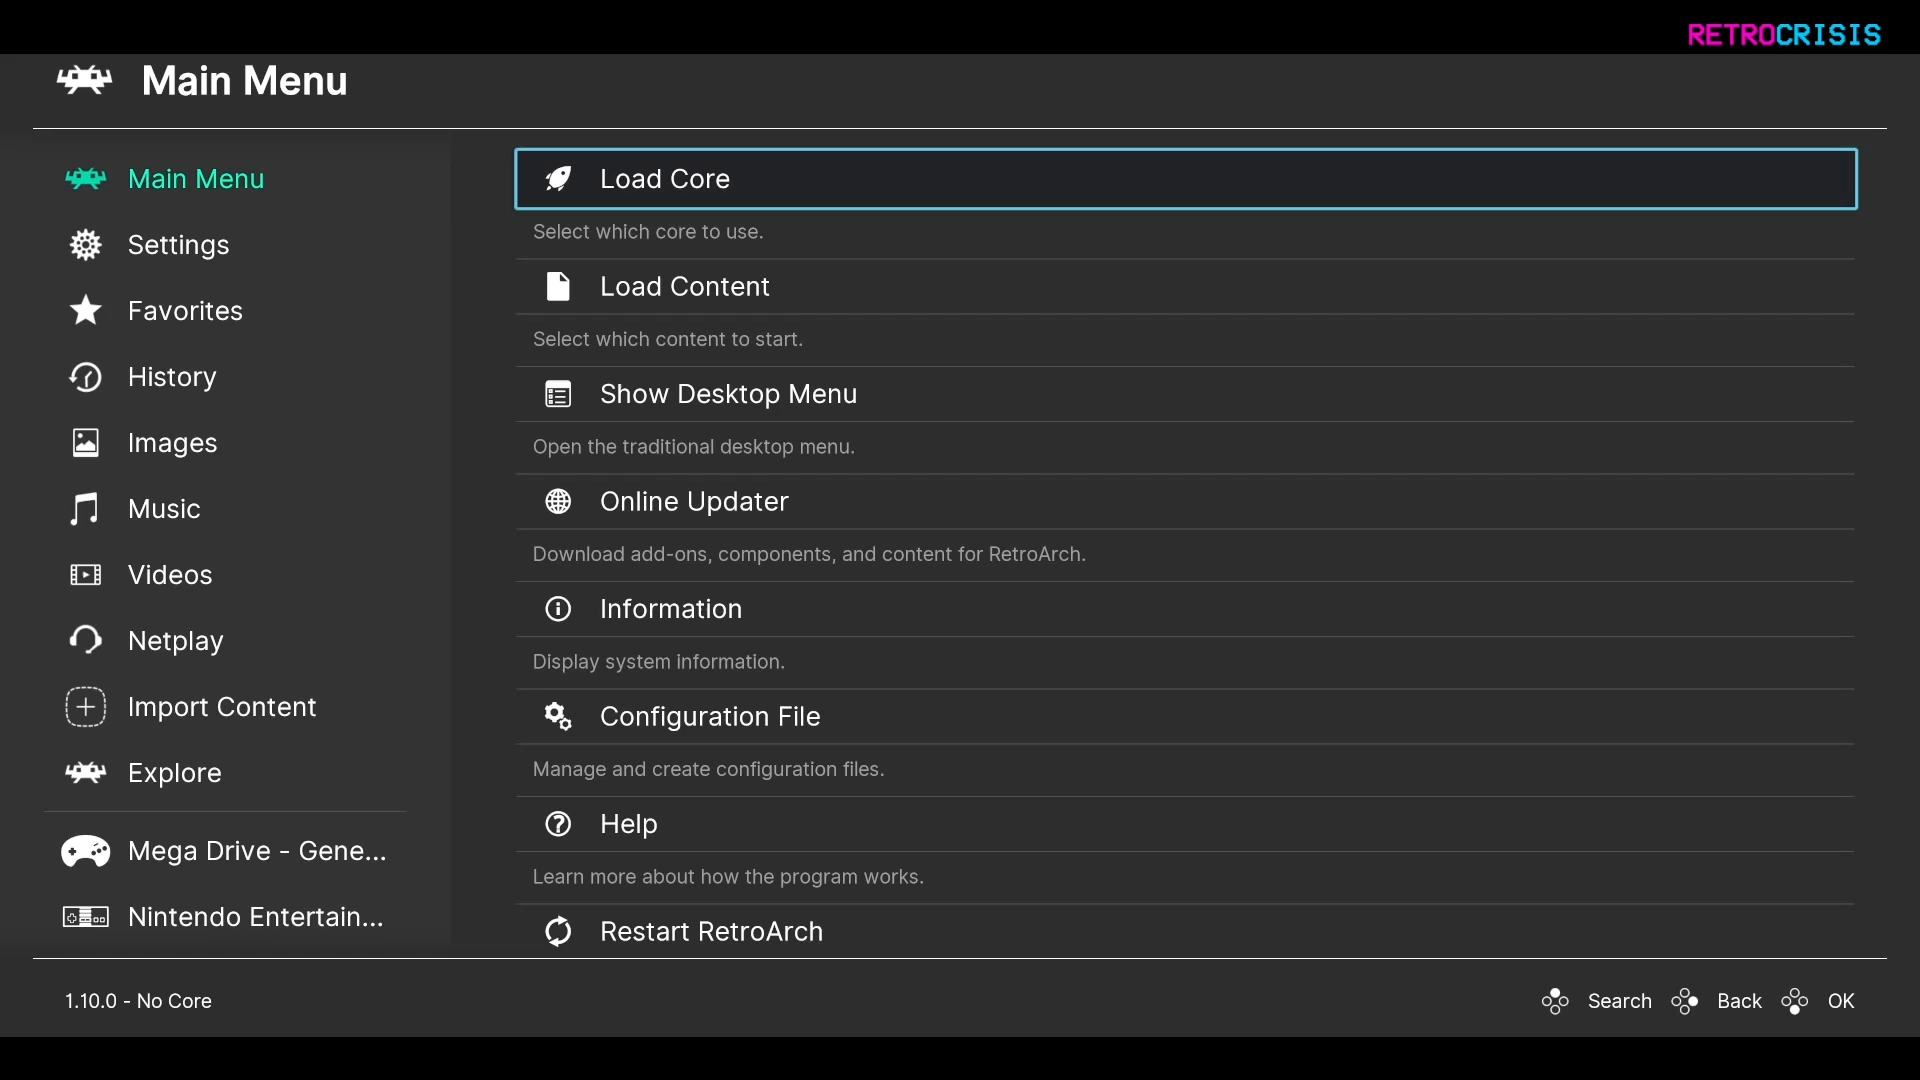 RETROCRISIS
Main Menu
Main Menu
Settings
Favorites
History
Images
Music
Videos
Netplay
Import Content
Explore
Mega Drive - Gene...
Nintendo Entertain...
Load Core
Select which core to use.
Load Content
Select which content to start.
Show Desktop Menu
Open the traditional desktop menu.
Online Updater
Download add-ons, components, and content for RetroArch.
Information
Display system information.
Configuration File
Manage and create configuration files.
Help
Learn more about how the program works.
Restart RetroArch
1.10.0 - No Core
Search Back OK